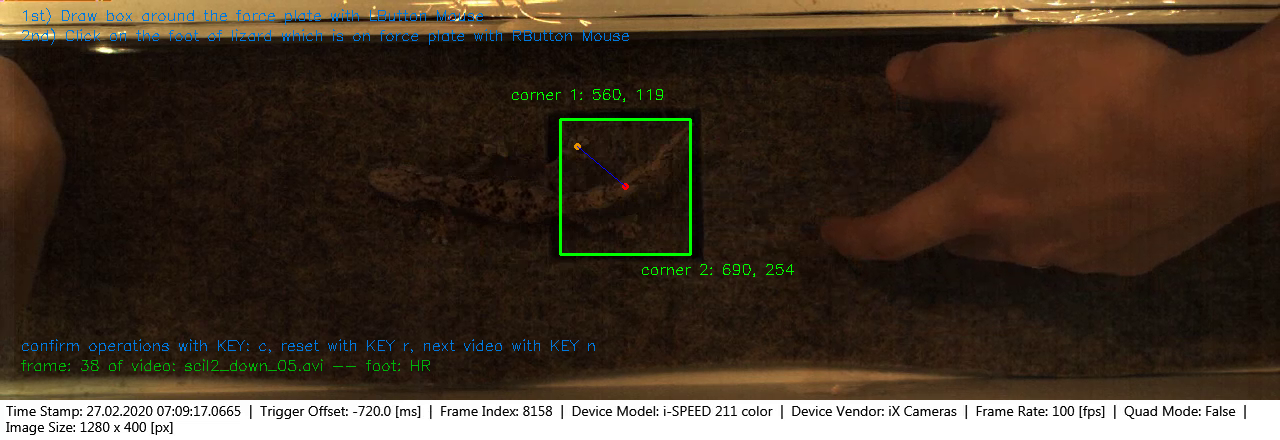 1st) Draw box around the force plate with LButton Mouse
2nd) Click on the foot of lizard which is on force plate with RButton Mouse
corner 1: 560, 119
corner 2: 690, 254
confirm operations with KEY: c, reset with KEY r, next video with KEY n
frame: 38 of video: scil2_down_05.avi -- foot: HR
Time Stamp: 27.02.2020 07:09:17.0665 | Trigger Offset: -720.0 [ms] | Frame Index: 8158 | Device Model: i-SPEED 211 color | Device Vendor: iX Cameras | Frame Rate: 100 [fps] | Quad Mode: False |
Image Size: 1280 x 400 [px]